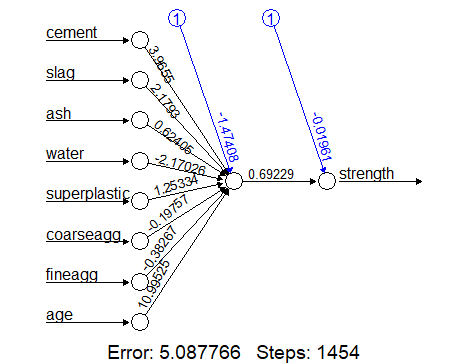 1 1
cement
3.9655
slag
2.1793
ash
0.62405
-1.47408
-0.01961
water
-2.17026
0.69229
strength
superplastic
1.25334
coarseagg
-0.19757
fineagg
-0.38267
age
10.99525
Error: 5.087766 Steps: 1454